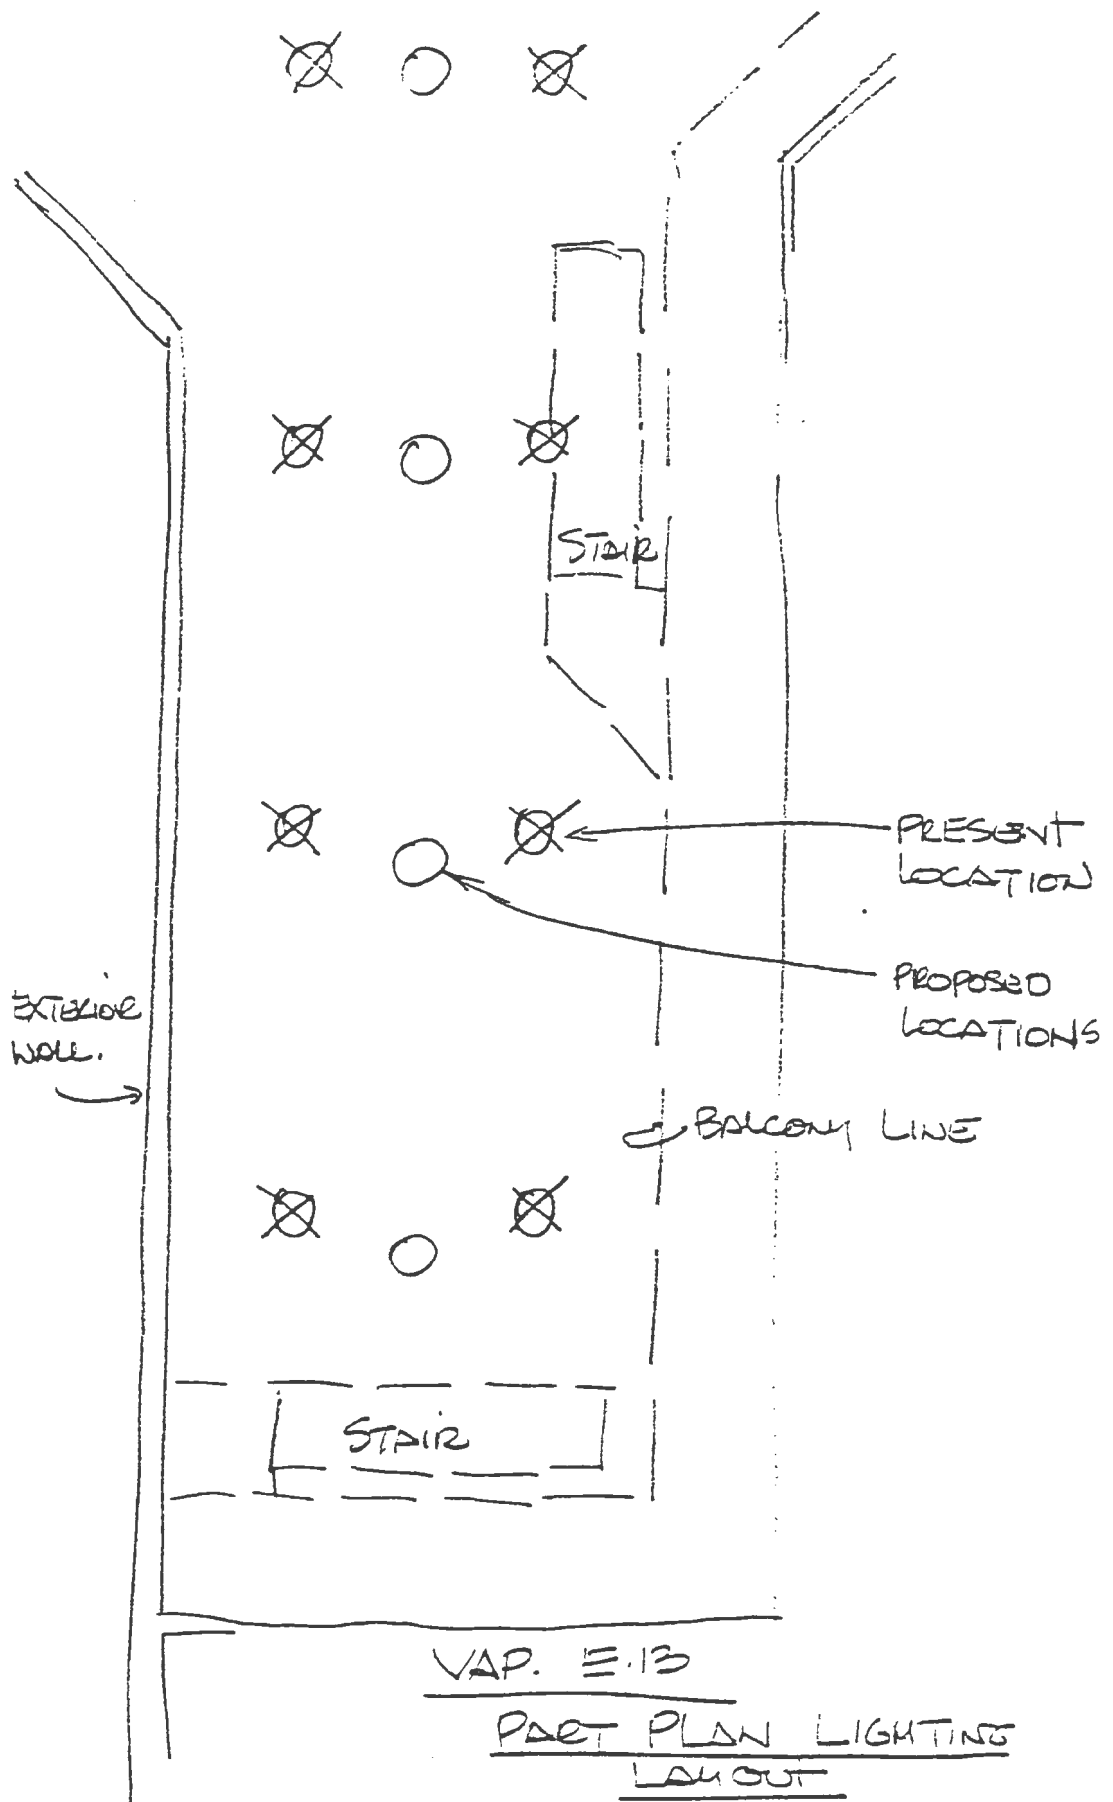 STAIR
PRESENT
LOCATION
PROPOSED
LOCATIONS
EXTERIOR
WALL.
BALCONY LINE
STAIR
VAP. E.13
PART PLAN LIGHTING
LAYOUT